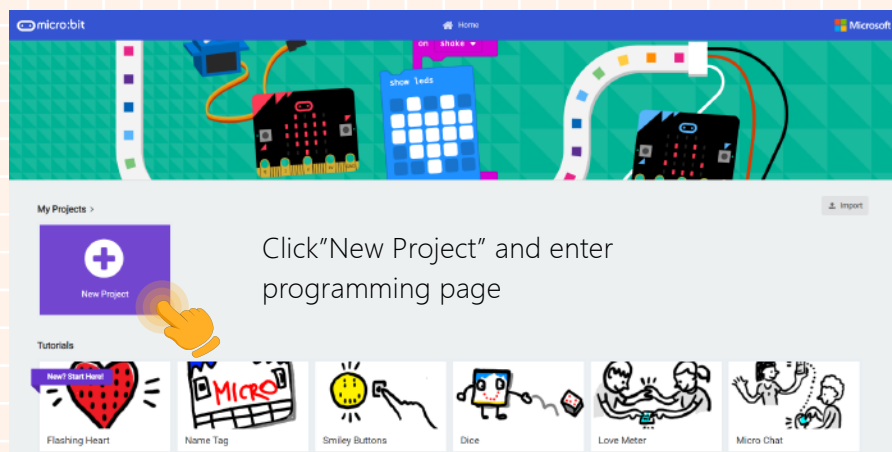 micro:bit
Home
Microsoft
on shake
show leds
My Projects >
Import
New Project
Click"New Project" and enter
programming page
Tutorials
New? Start Here!
MICRO
Flashing Heart
Name Tag
Smiley Buttons
Dice
Love Meter
Micro Chat